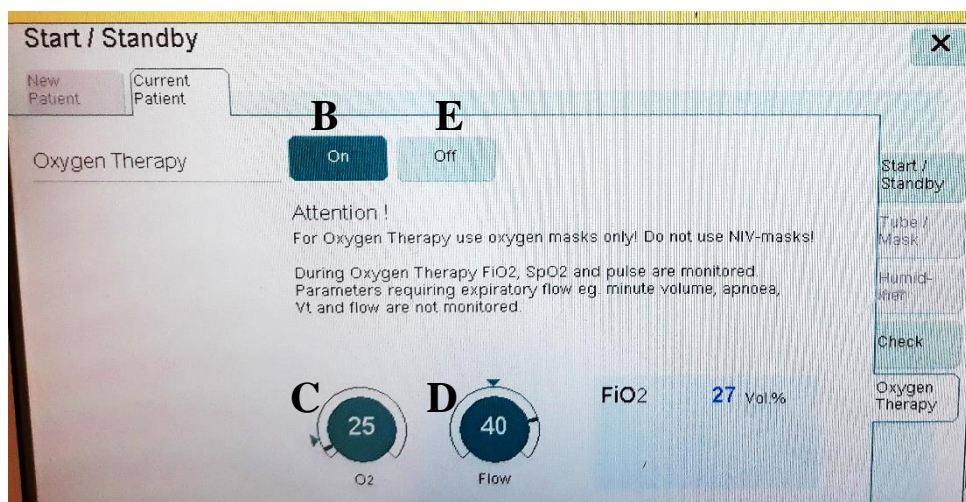 Start / Standby
New
Patient
Current
Patient
B
E
Oxygen Therapy
On
Off
Attention !
For Oxygen Therapy use oxygen masks only! Do not use NIV-masks!
During Oxygen Therapy FiO2, SpO2 and pulse are monitored.
Parameters requiring expiratory flow eg. minute volume, apnoea,
Vt and flow are not monitored.
Start /
Standby
Tube /
Mask
Humid-
ifier
Check
Oxygen
Therapy
C
25
O2
D
40
Flow
FiO2
27 Vol%